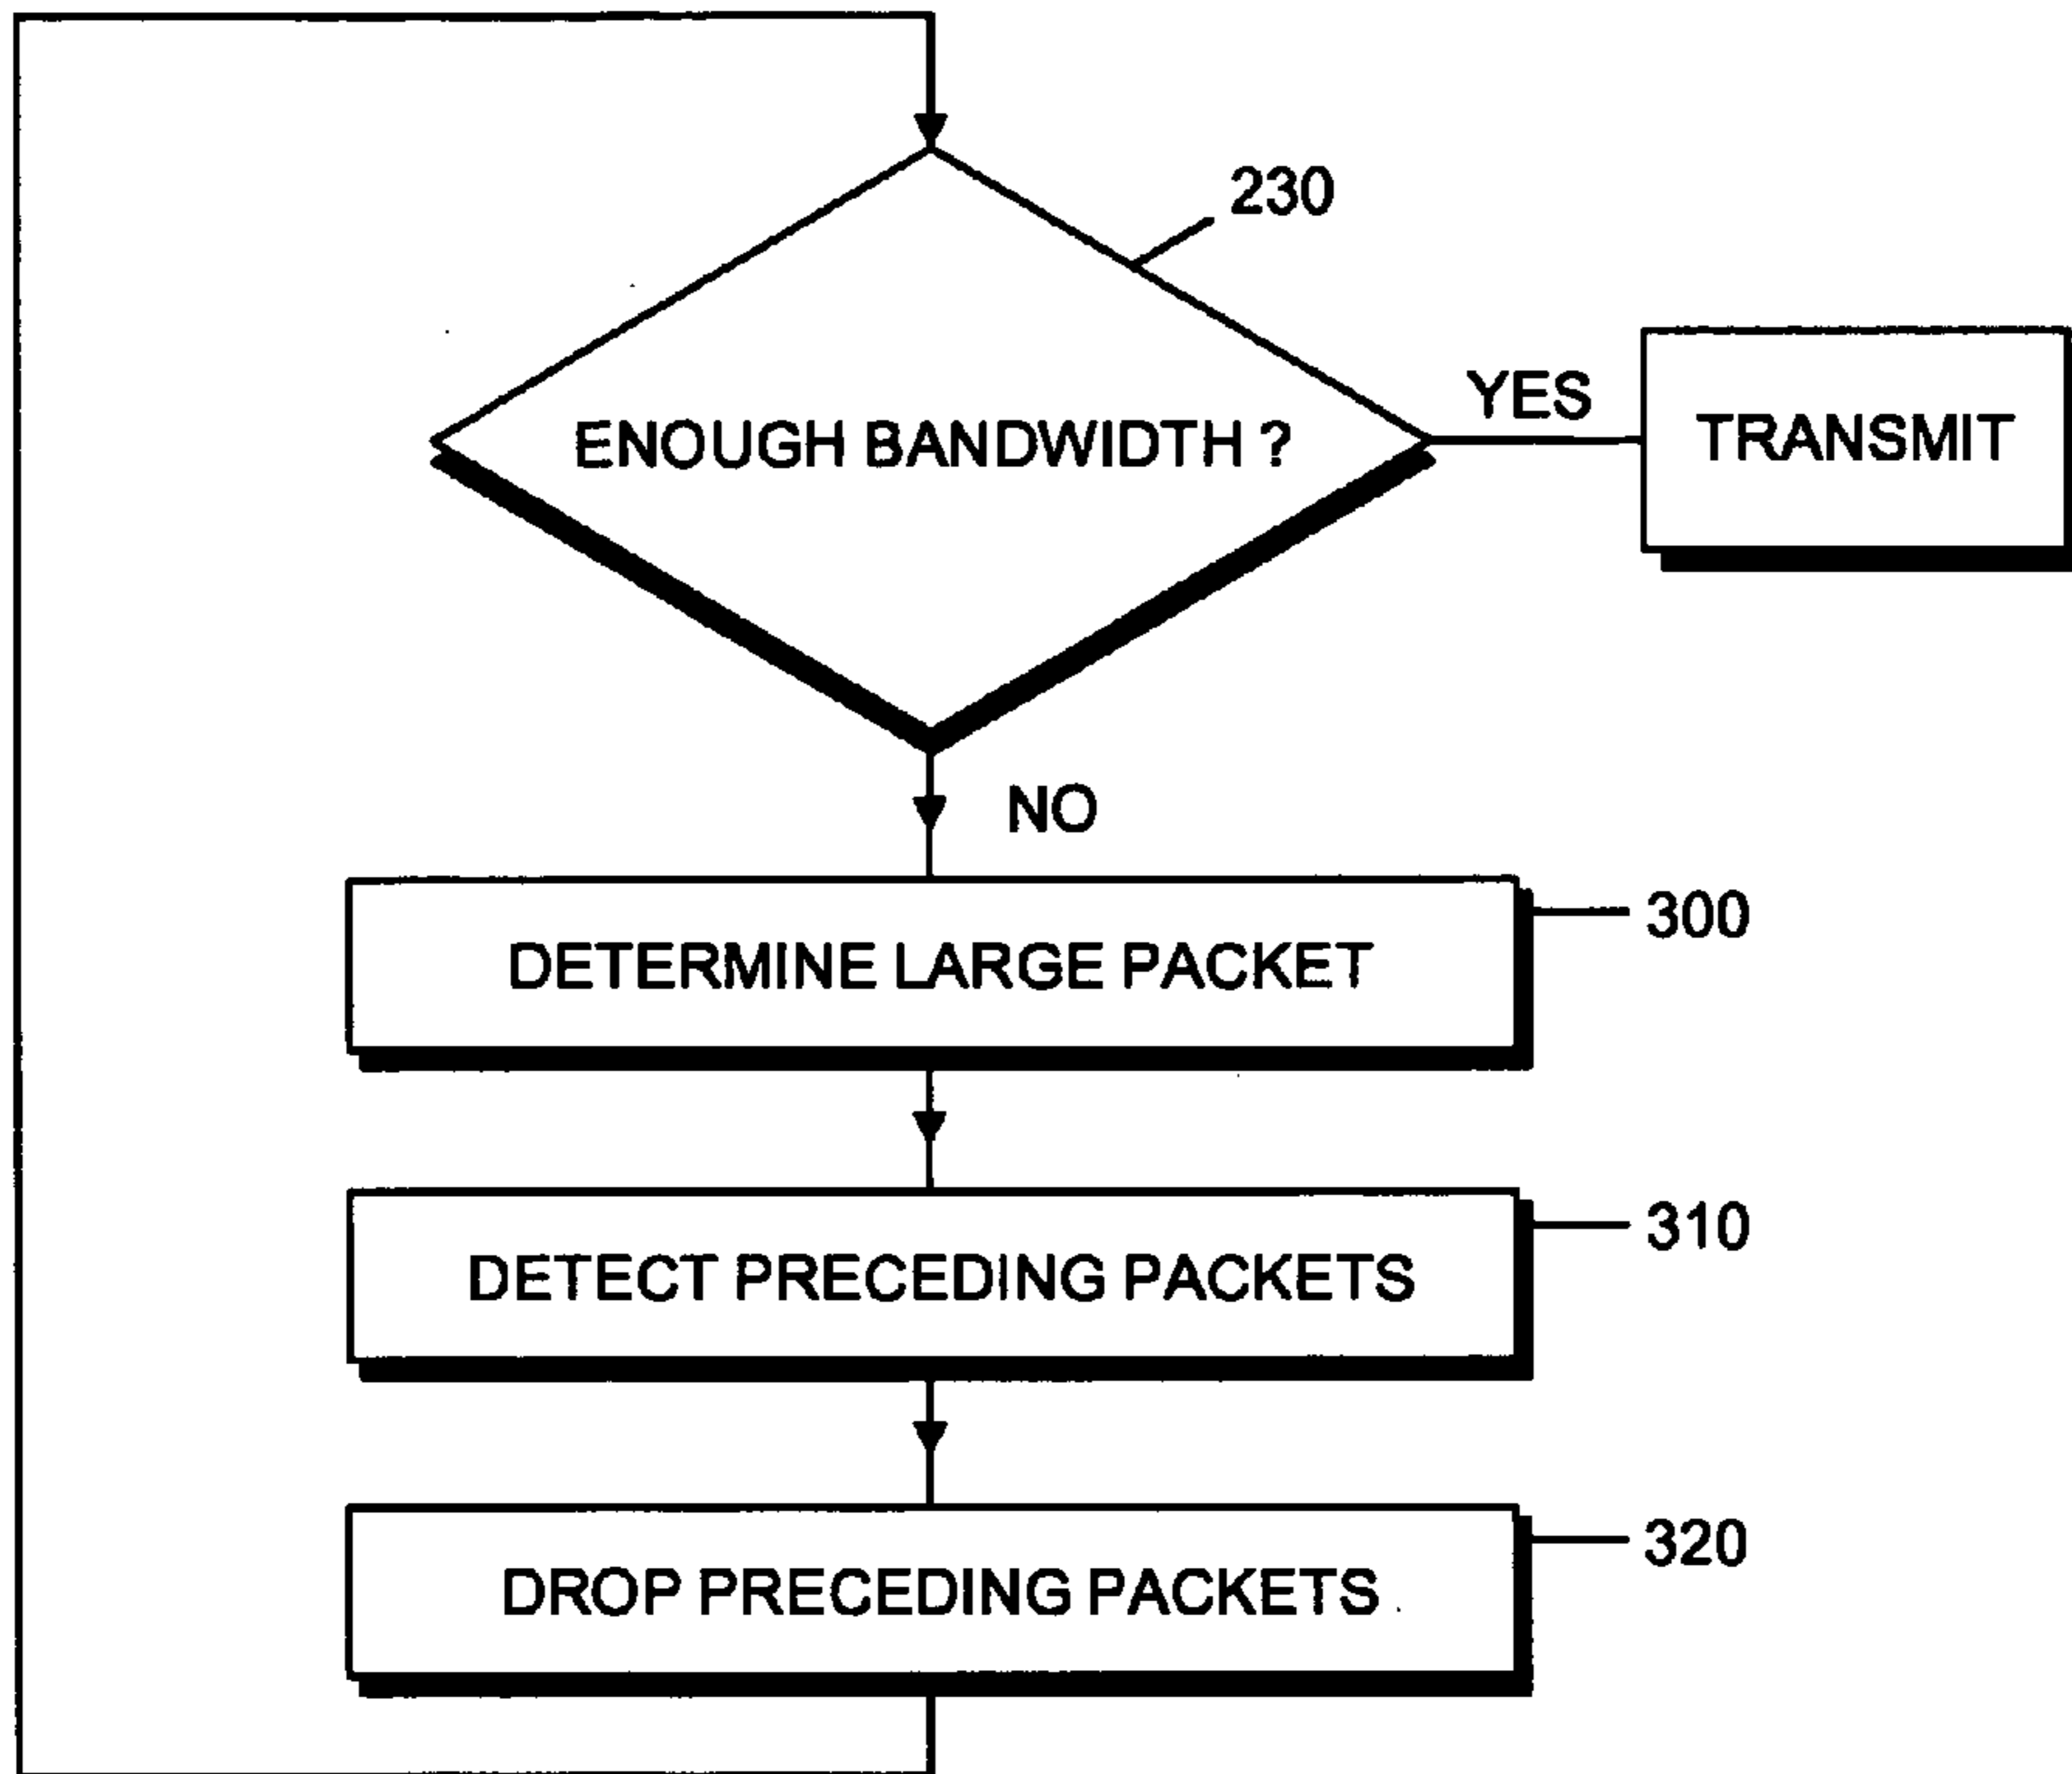 230
ENOUGH BANDWIDTH ?
YES
TRANSMIT
NO
DETERMINE LARGE PACKET
300
DETECT PRECEDING PACKETS
310
DROP PRECEDING PACKETS
320